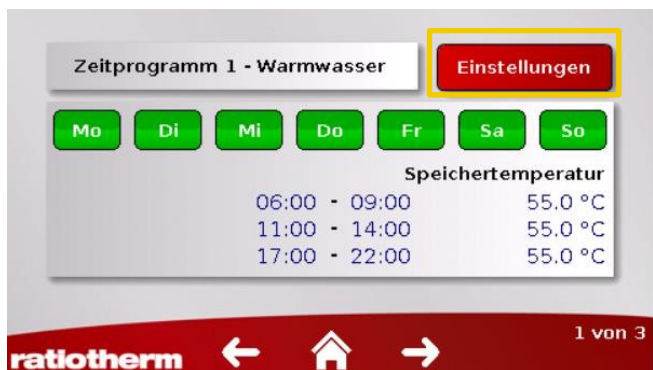 Zeitprogramm 1 - Warmwasser Einstellungen
Mo Di Mi Do Fr Sa So
Speichertemperatur
06:00 - 09:00 55.0 °C
11:00 - 14:00 55.0 °C
17:00 - 22:00 55.0 °C
1 von 3
ratiotherm